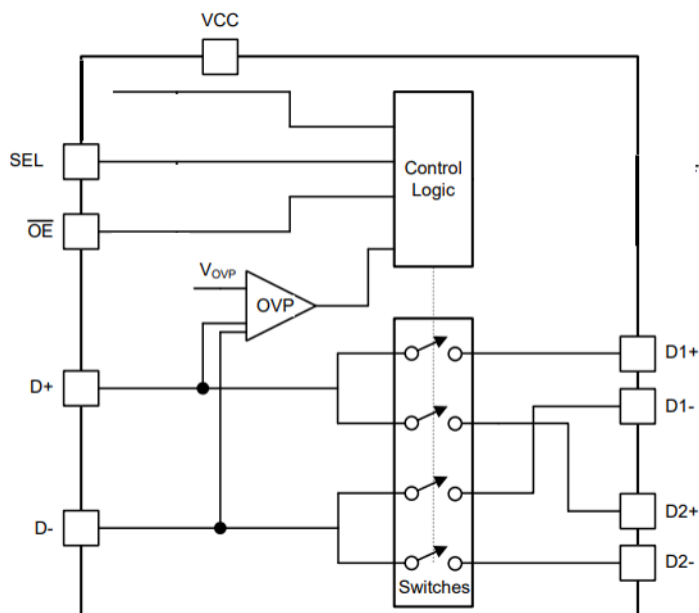 VCC
SEL
Control
Logic
OE
VOVP
OVP
D+
D1+
D1-
D-
D2+
D2-
Switches